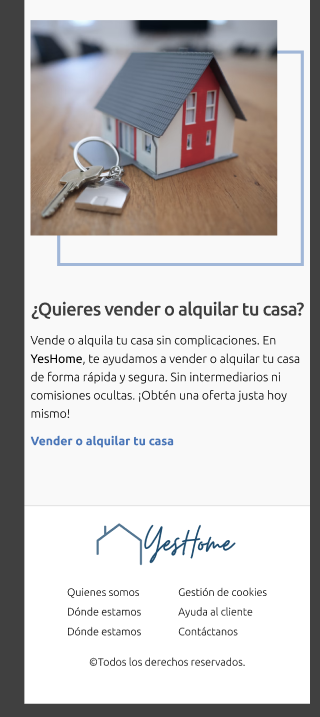 ¿Quieres vender o alquilar tu casa?
Vende o alquila tu casa sin complicaciones. En
YesHome, te ayudamos a vender o alquilar tu casa
de forma rápida y segura. Sin intermediarios ni
comisiones ocultas. ¡Obtén una oferta justa hoy
mismo!
Vender o alquilar tu casa
YesHome
Quienes somos
Dónde estamos
Dónde estamos
Gestión de cookies
Ayuda al cliente
Contáctanos
©Todos los derechos reservados.